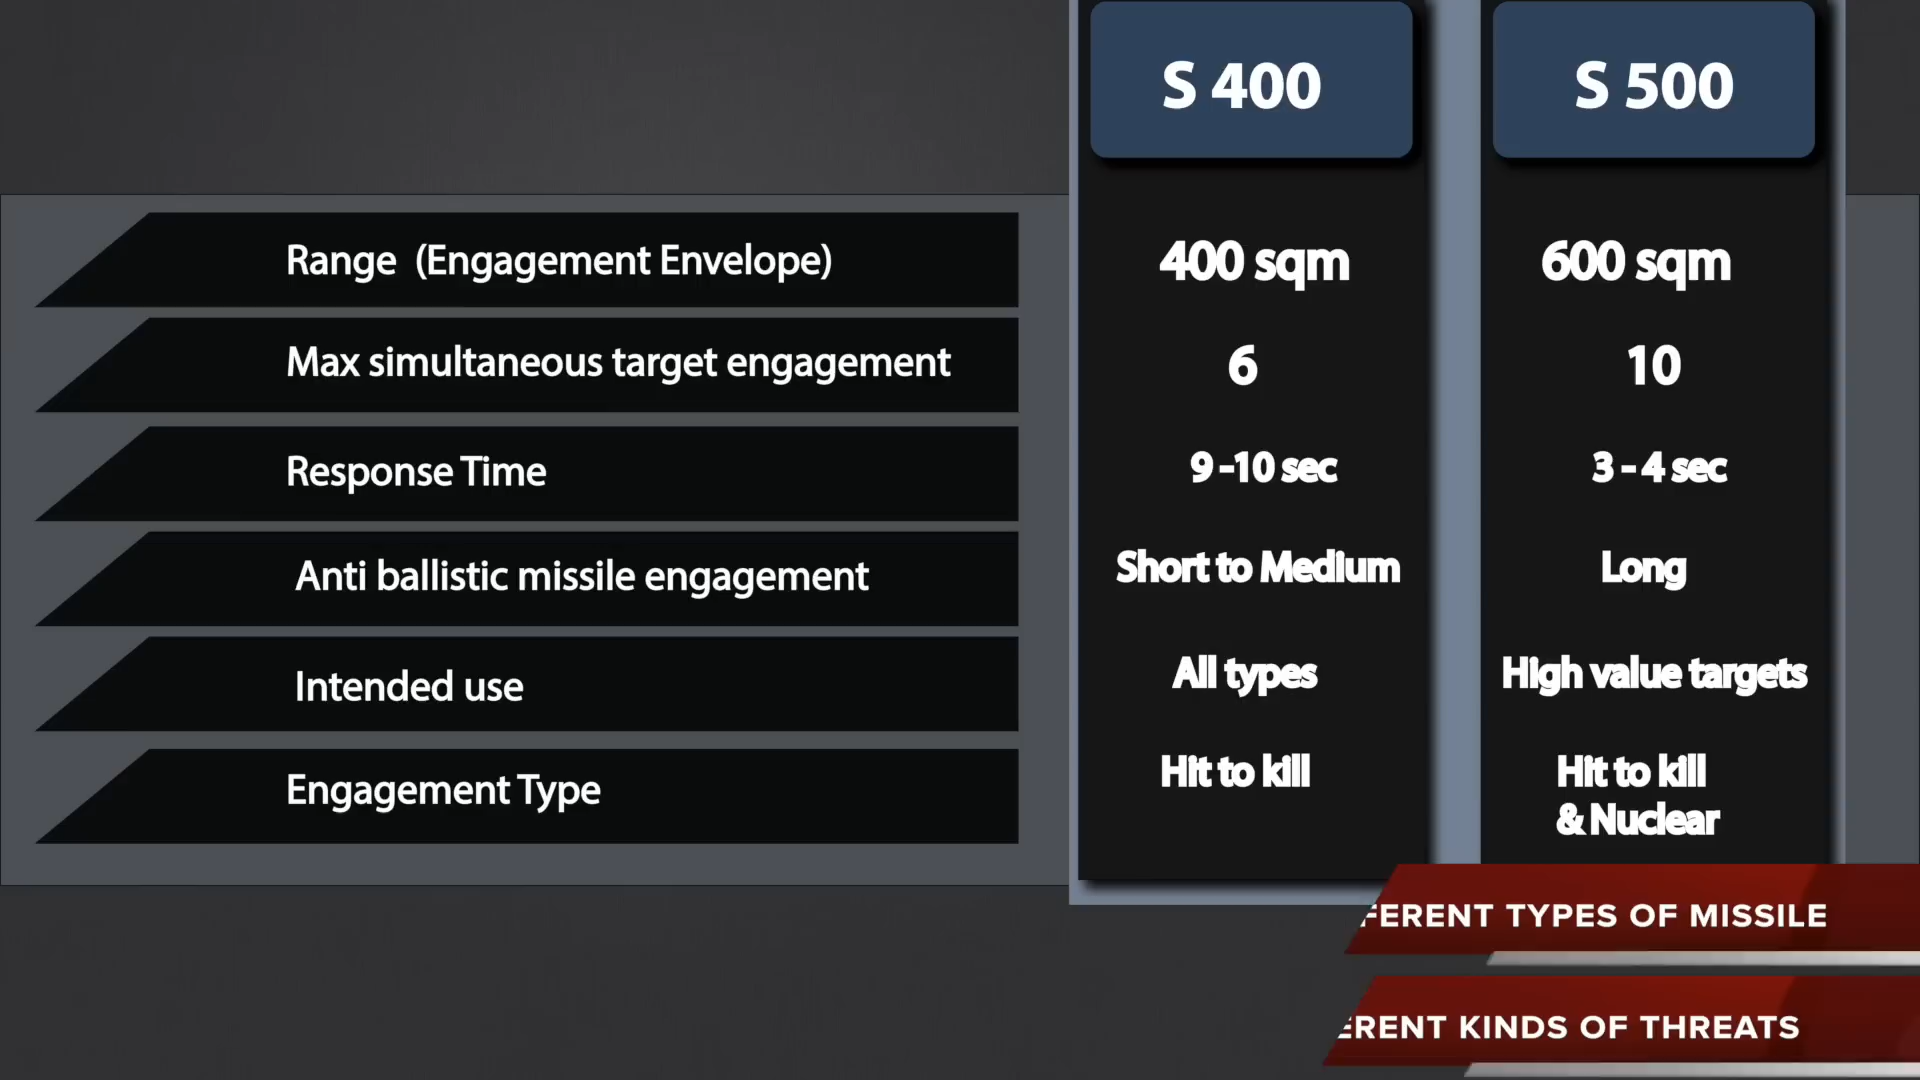 S 400 S 500
Range (Engagement Envelope) 400 sqm 600 sqm
Max simultaneous target engagement 6 10
Response Time 9 -10 sec 3 - 4 sec
Anti ballistic missile engagement Short to Medium Long
Intended use All types High value targets
Engagement Type Hit to kill Hit to kill
& Nuclear
FERENT TYPES OF MISSILE
ERENT KINDS OF THREATS